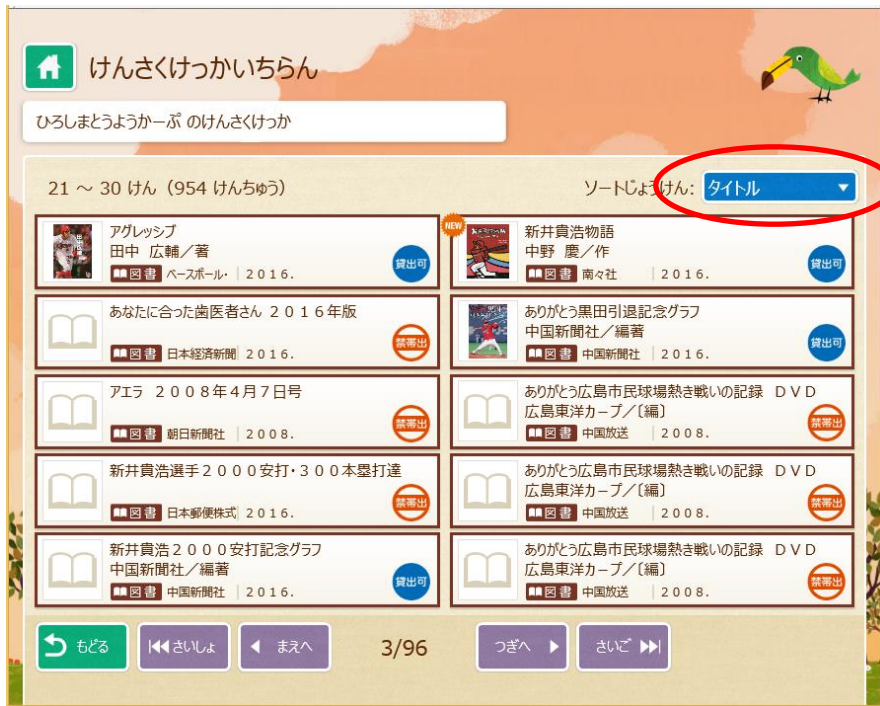 けんさくけっかいちらん
ひろしまとうようかーぷ のけんさくけっか
21 ～ 30 けん（954 けんちゅう）
ソートじょうけん: タイトル
アグレッシブ
田中 広輔／著
図書 ベースボール・ 2016.
貸出可
あなたに合った歯医者さん ２０１６年版
図書 日本経済新聞 2016.
禁帯出
アエラ ２００８年４月７日号
図書 朝日新聞社 2008.
禁帯出
新井貴浩選手２０００安打・３００本塁打達
図書 日本郵便株式 2016.
禁帯出
新井貴浩２０００安打記念グラフ
中国新聞社／編著
図書 中国新聞社 2016.
貸出可
NEW
新井貴浩物語
中野 慶／作
図書 南々社 2016.
貸出可
ありがとう黒田引退記念グラフ
中国新聞社／編著
図書 中国新聞社 2016.
貸出可
ありがとう広島市民球場熱き戦いの記録 ＤＶＤ
広島東洋カープ／〔編〕
図書 中国放送 2008.
禁帯出
ありがとう広島市民球場熱き戦いの記録 ＤＶＤ
広島東洋カープ／〔編〕
図書 中国放送 2008.
禁帯出
ありがとう広島市民球場熱き戦いの記録 ＤＶＤ
広島東洋カープ／〔編〕
図書 中国放送 2008.
禁帯出
もどる さいしょ まえへ 3/96 つぎへ さいご